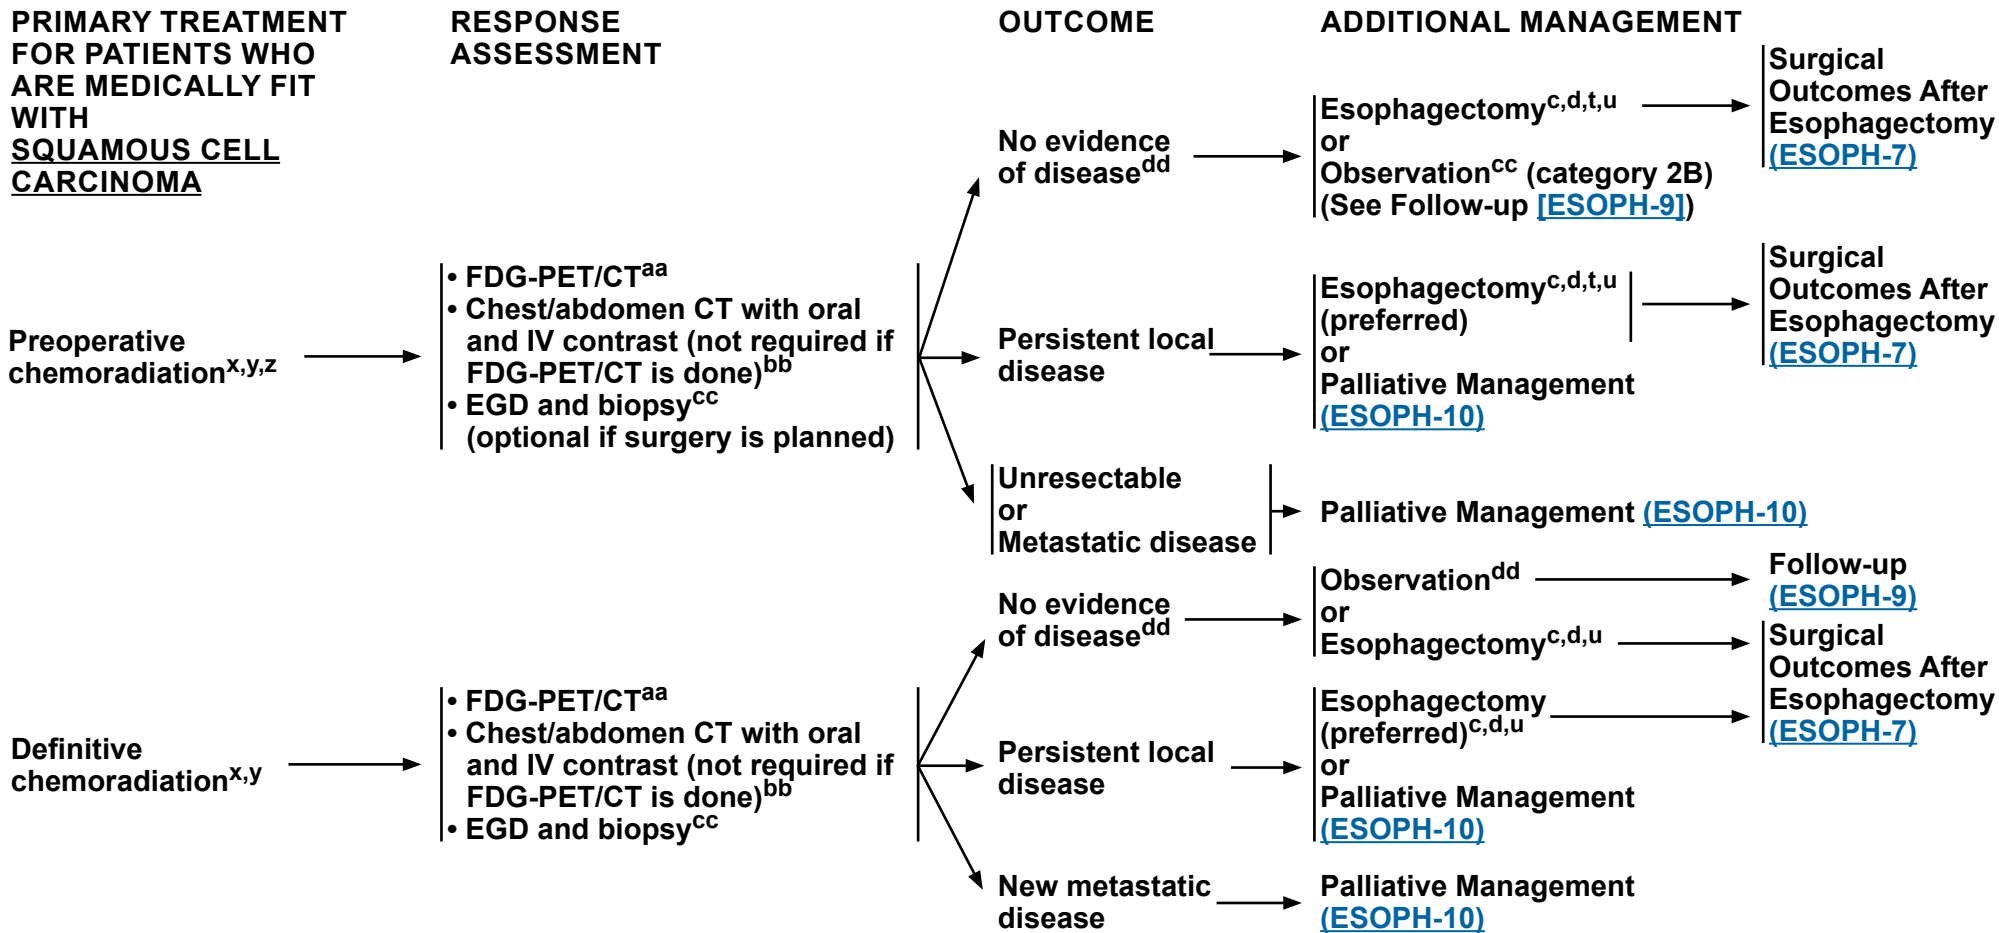 PRIMARY TREATMENT
FOR PATIENTS WHO
ARE MEDICALLY FIT
WITH
SQUAMOUS CELL
CARCINOMA
RESPONSE
ASSESSMENT
OUTCOME
ADDITIONAL MANAGEMENT
Preoperative
chemoradiationx,y,z
• FDG-PET/CTaa
• Chest/abdomen CT with oral
and IV contrast (not required if
FDG-PET/CT is done)bb
• EGD and biopsycc
(optional if surgery is planned)
No evidence
of diseasedd
Esophagectomyc,d,t,u
or
Observationcc (category 2B)
(See Follow-up [ESOPH-9])
Surgical
Outcomes After
Esophagectomy
(ESOPH-7)
Persistent local
disease
Esophagectomyc,d,t,u
(preferred)
or
Palliative Management
(ESOPH-10)
Surgical
Outcomes After
Esophagectomy
(ESOPH-7)
Unresectable
or
Metastatic disease
Palliative Management (ESOPH-10)
Definitive
chemoradiationx,y
• FDG-PET/CTaa
• Chest/abdomen CT with oral
and IV contrast (not required if
FDG-PET/CT is done)bb
• EGD and biopsycc
No evidence
of diseasedd
Observationdd
or
Esophagectomyc,d,u
Follow-up
(ESOPH-9)
Surgical
Outcomes After
Esophagectomy
(ESOPH-7)
Persistent local
disease
Esophagectomy
(preferred)c,d,u
or
Palliative Management
(ESOPH-10)
New metastatic
disease
Palliative Management
(ESOPH-10)